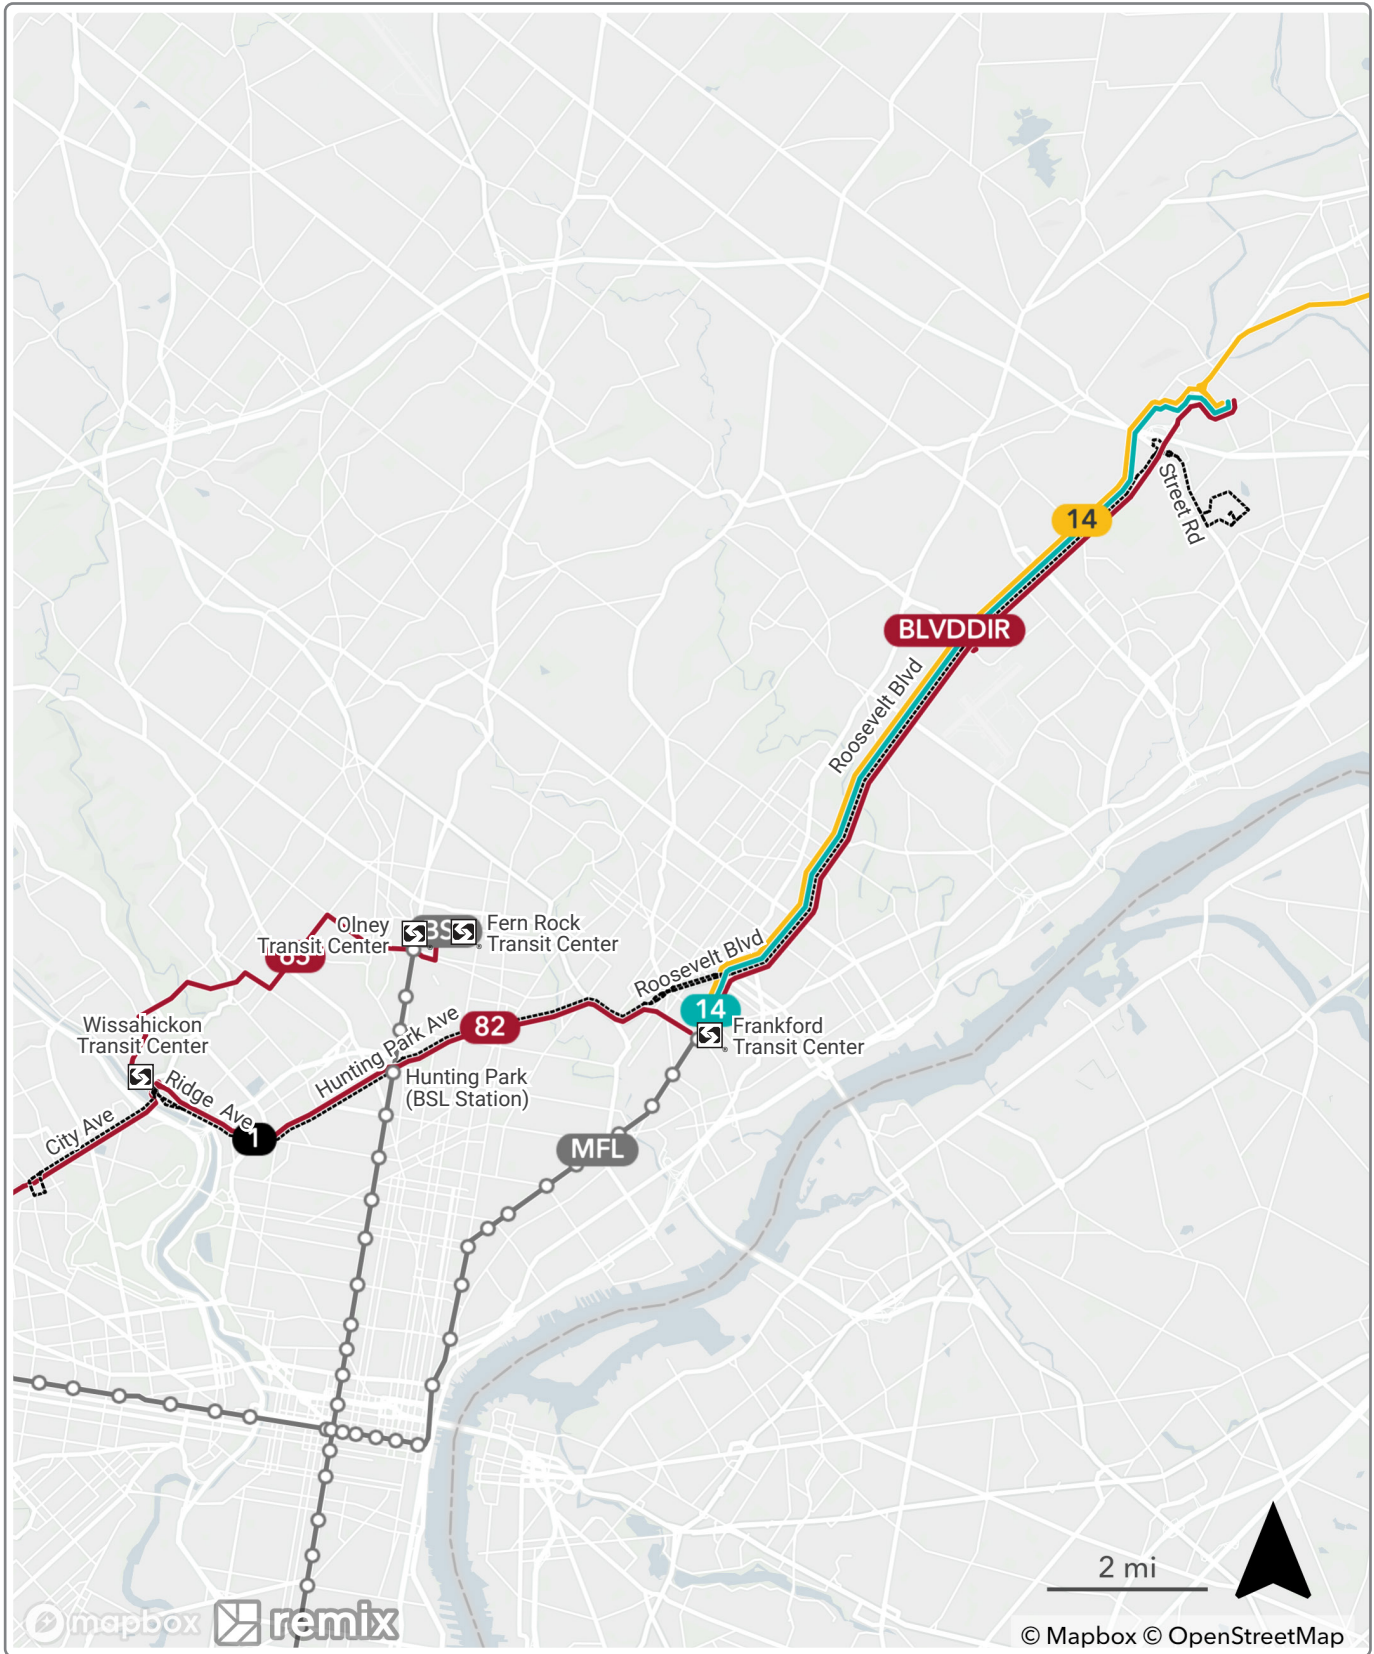 14
Street Rd
BLVDDIR
Roosevelt Blvd
Olney
Transit Center
BS
Fern Rock
Transit Center
Roosevelt Blvd
Wissahickon
Transit Center
14
Frankford
Transit Center
82
Hunting Park Ave
Hunting Park
(BSL Station)
Ridge Ave
1
City Ave
MFL
2 mi
mapbox
remix
© Mapbox © OpenStreetMap